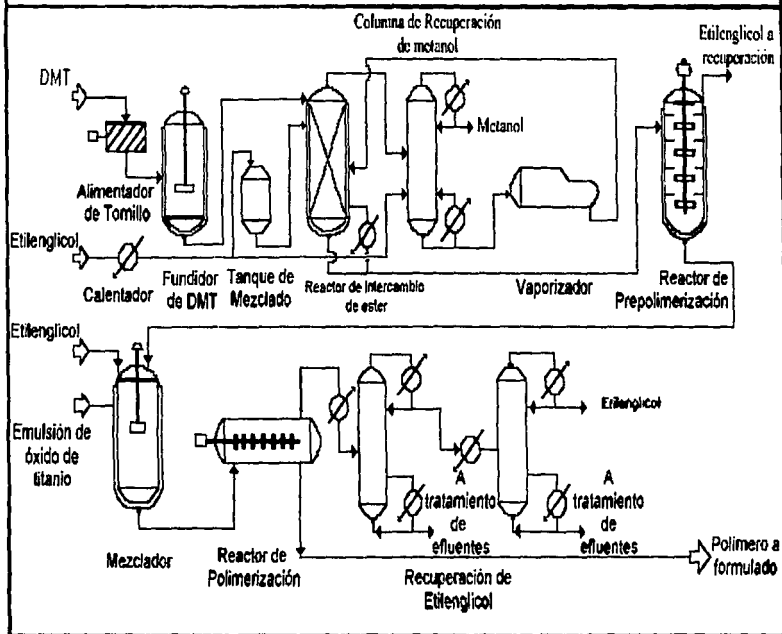 Columna de Recuperación
de metanol
Etilenglicol a
recuperación
DMT
Metanol
Alimentador
de Tornillo
Etilenglicol
Calentador
Fundidor
de DMT
Tanque de
Mezclado
Reactor de Intercambio
de ester
Vaporizador
Reactor de
Prepolimerización
Etilenglicol
Emulsión de
óxido de
titanio
Etilenglicol
A
tratamiento
de
efluentes
A
tratamiento
de
efluentes
Mezclador
Reactor de
Polimerización
Recuperación de
Etilenglicol
Polímero a
formulado